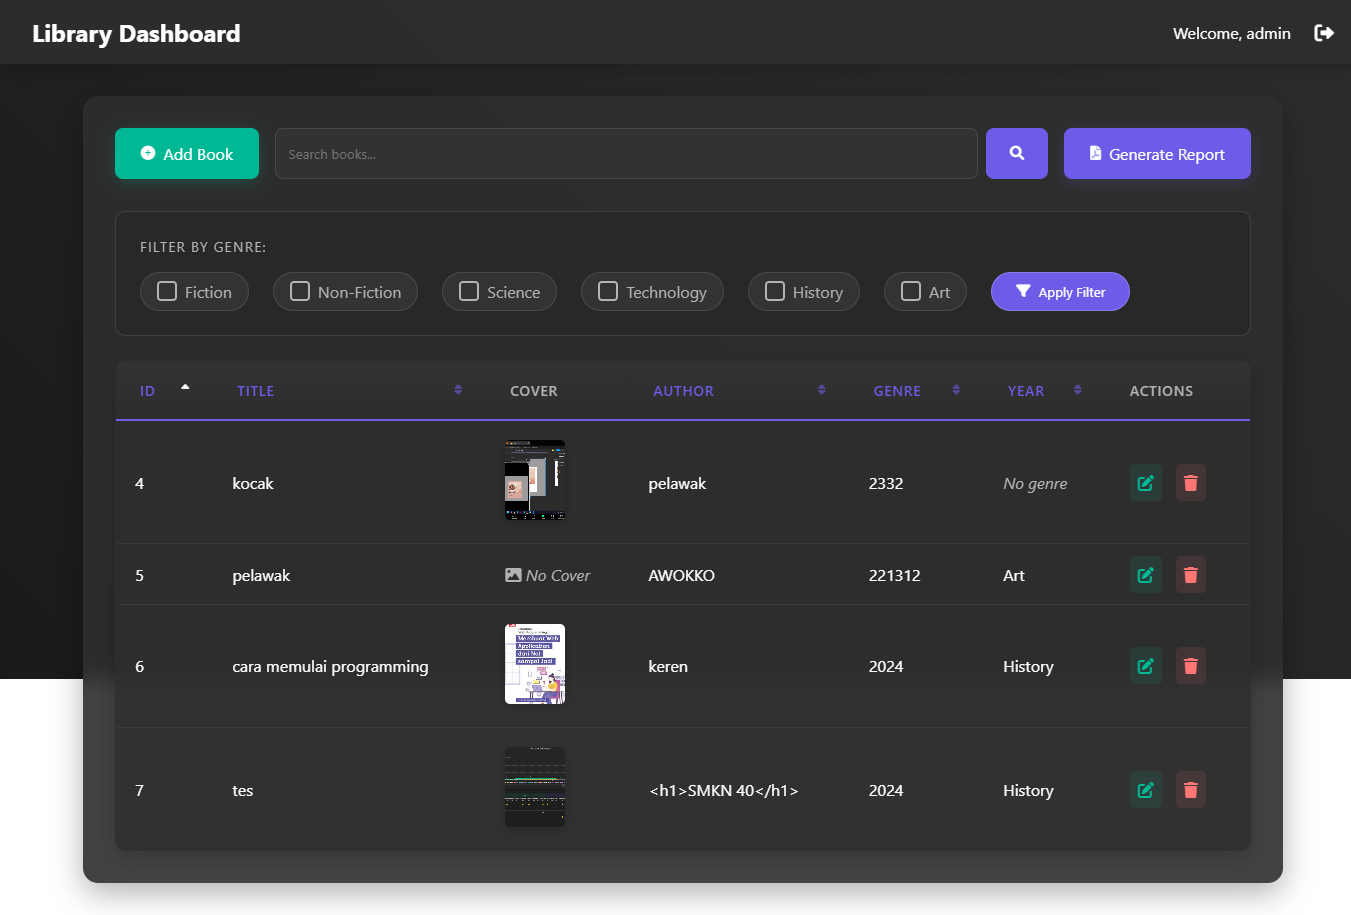 Library Dashboard
Welcome, admin
Add Book
Search books...
Generate Report
FILTER BY GENRE:
Fiction
Non-Fiction
Science
Technology
History
Art
Apply Filter
ID TITLE COVER AUTHOR GENRE YEAR ACTIONS
4 kocak pelawak 2332 No genre
5 pelawak No Cover AWOKKO 221312 Art
6 cara memulai programming keren 2024 History
Membuat Web
Application
dari Nol
sampai Jadi
7 tes <h1>SMKN 40</h1> 2024 History